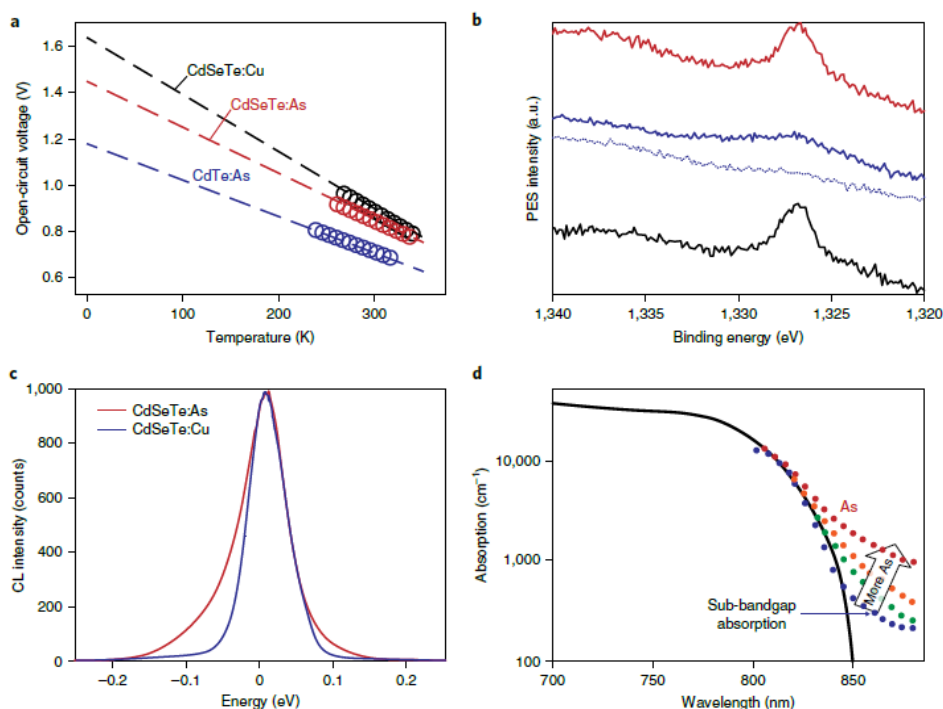 a
1.6
1.4
1.2
1.0
0.8
0.6
Open-circuit voltage (V)
CdSeTe:Cu
CdSeTe:As
CdTe:As
0
100
200
300
Temperature (K)
b
PES intensity (a.u.)
1,340
1,335
1,330
1,325
1,320
Binding energy (eV)
c
1,000
800
600
400
200
0
CL intensity (counts)
CdSeTe:As
CdSeTe:Cu
−0.2
−0.1
0
0.1
0.2
Energy (eV)
d
10,000
1,000
100
Absorption (cm⁻¹)
As
More As
Sub-bandgap
absorption
700
750
800
850
Wavelength (nm)